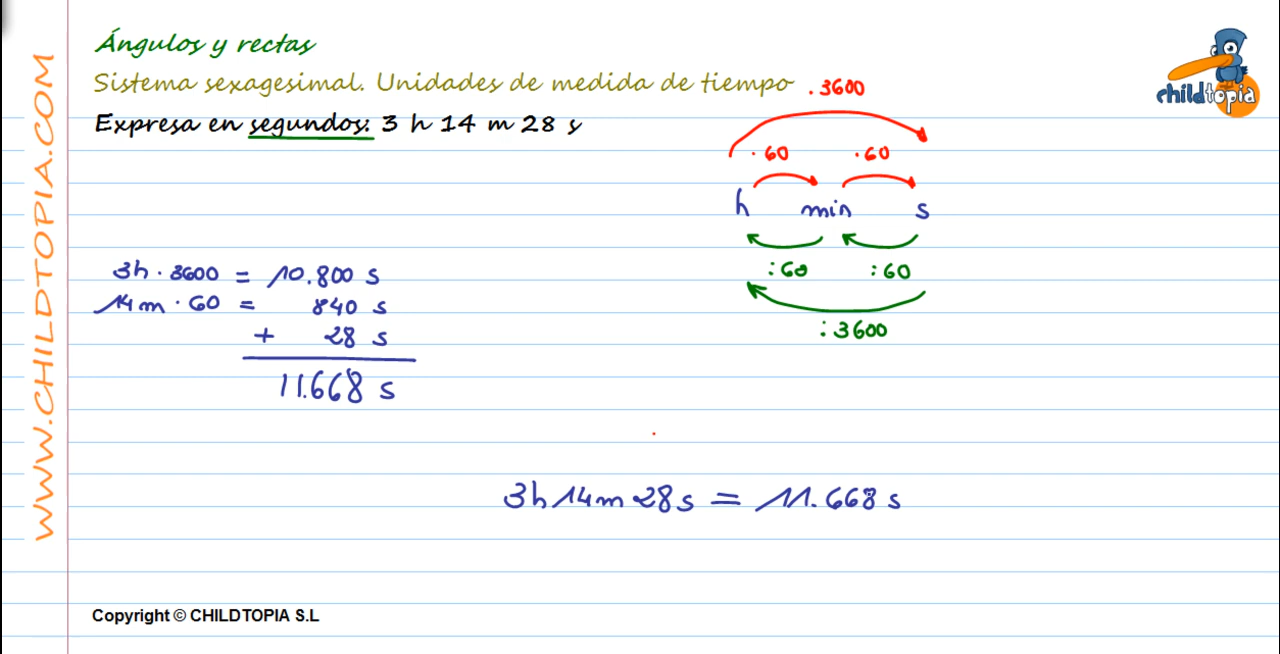 Ángulos y rectas
Sistema sexagesimal. Unidades de medida de tiempo
Expresa en segundos: 3 h 14 m 28 s
childtopia
WWW.CHILDTOPIA.COM
. 3600
. 60 . 60
h min s
: 60 : 60
: 3600
3h . 3600 = 10.800 s
14 m . 60 = 840 s
+ 28 s
11.668 s
3h 14m 28s = 11.668 s
Copyright © CHILDTOPIA S.L